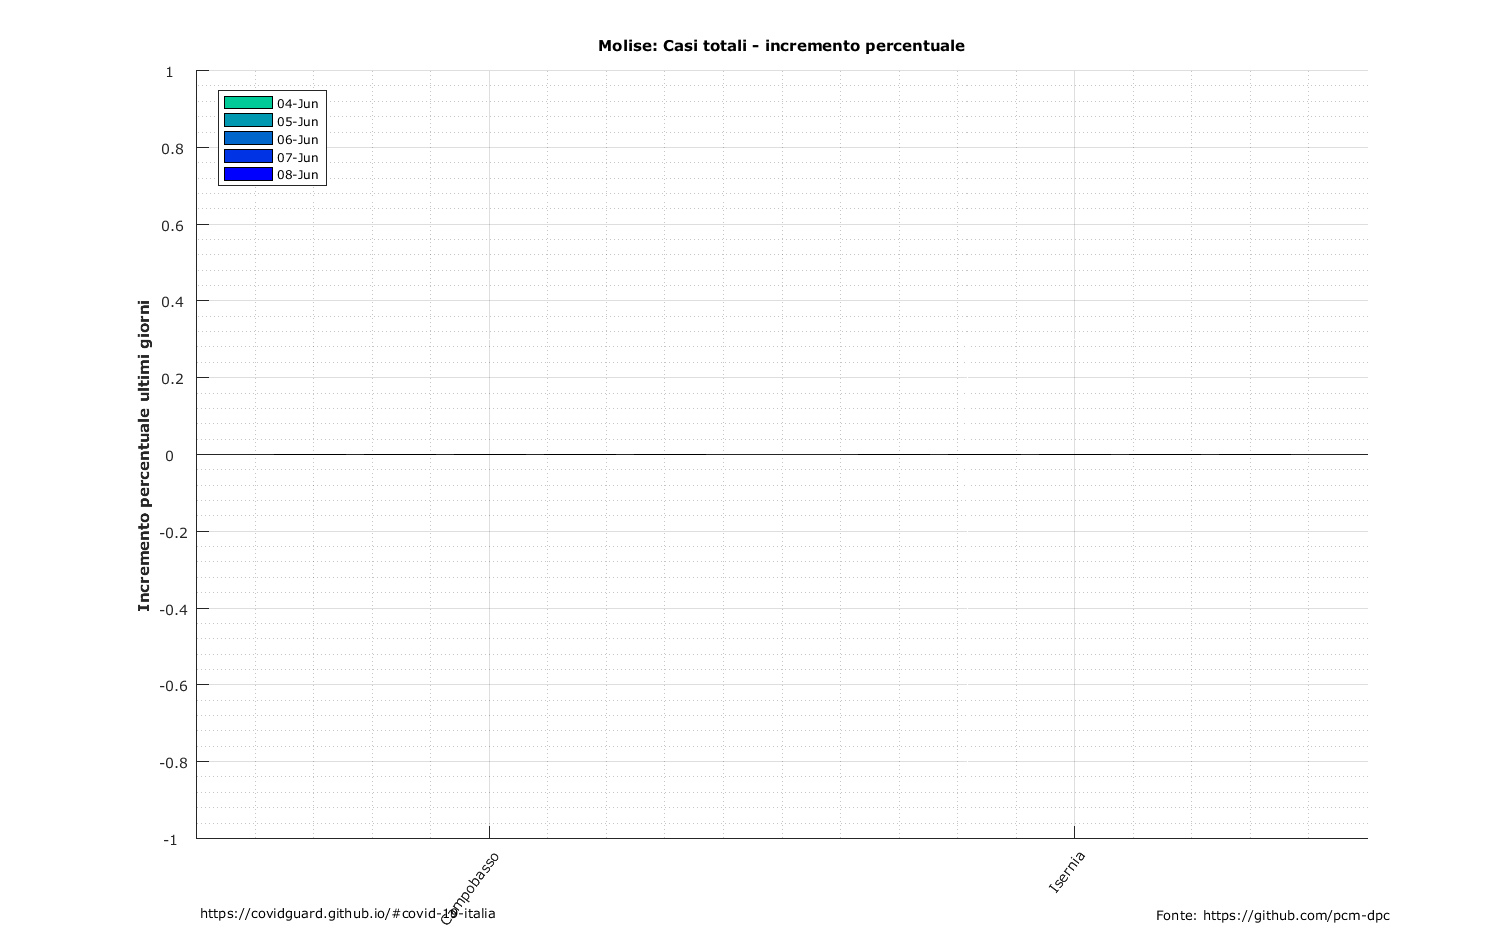 Molise: Casi totali - incremento percentuale
1
0.8
0.6
0.4
0.2
0
-0.2
-0.4
-0.6
-0.8
-1
04-Jun
05-Jun
06-Jun
07-Jun
08-Jun
Incremento percentuale ultimi giorni
Campobasso
Isernia
https://covidguard.github.io/#covid-19-italia
Fonte: https://github.com/pcm-dpc